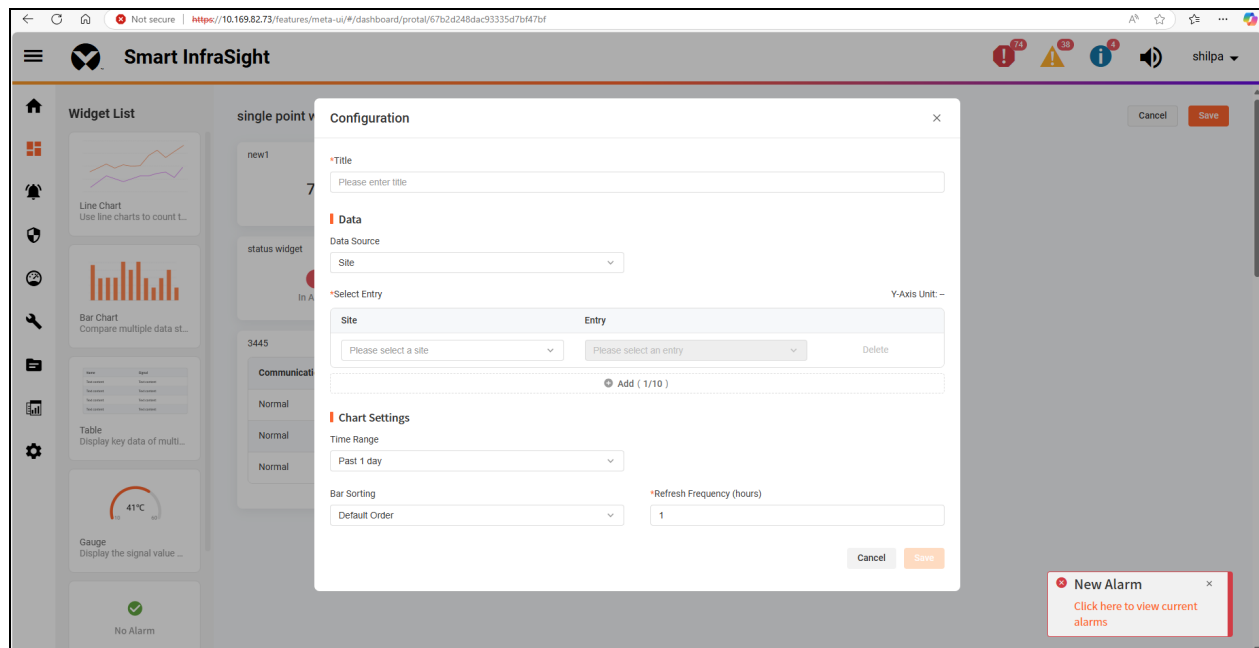 Not secure | https://10.169.82.73/features/meta-ui/#/dashboard/protal/67b2d248dac93335d7bf47bf
Smart InfraSight
74
38
4
shilpa
Widget List
single point w
Cancel
Save
Line Chart
Use line charts to count t...
Bar Chart
Compare multiple data st...
Table
Display key data of multi...
41°C
Gauge
Display the signal value ...
No Alarm
new1
7
status widget
In A
3445
Communicati
Normal
Normal
Normal
Configuration
*Title
Please enter title
Data
Data Source
Site
*Select Entry
Y-Axis Unit: --
Site
Entry
Please select a site
Please select an entry
Delete
Add ( 1/10 )
Chart Settings
Time Range
Past 1 day
Bar Sorting
*Refresh Frequency (hours)
Default Order
1
Cancel
Save
New Alarm
Click here to view current
alarms